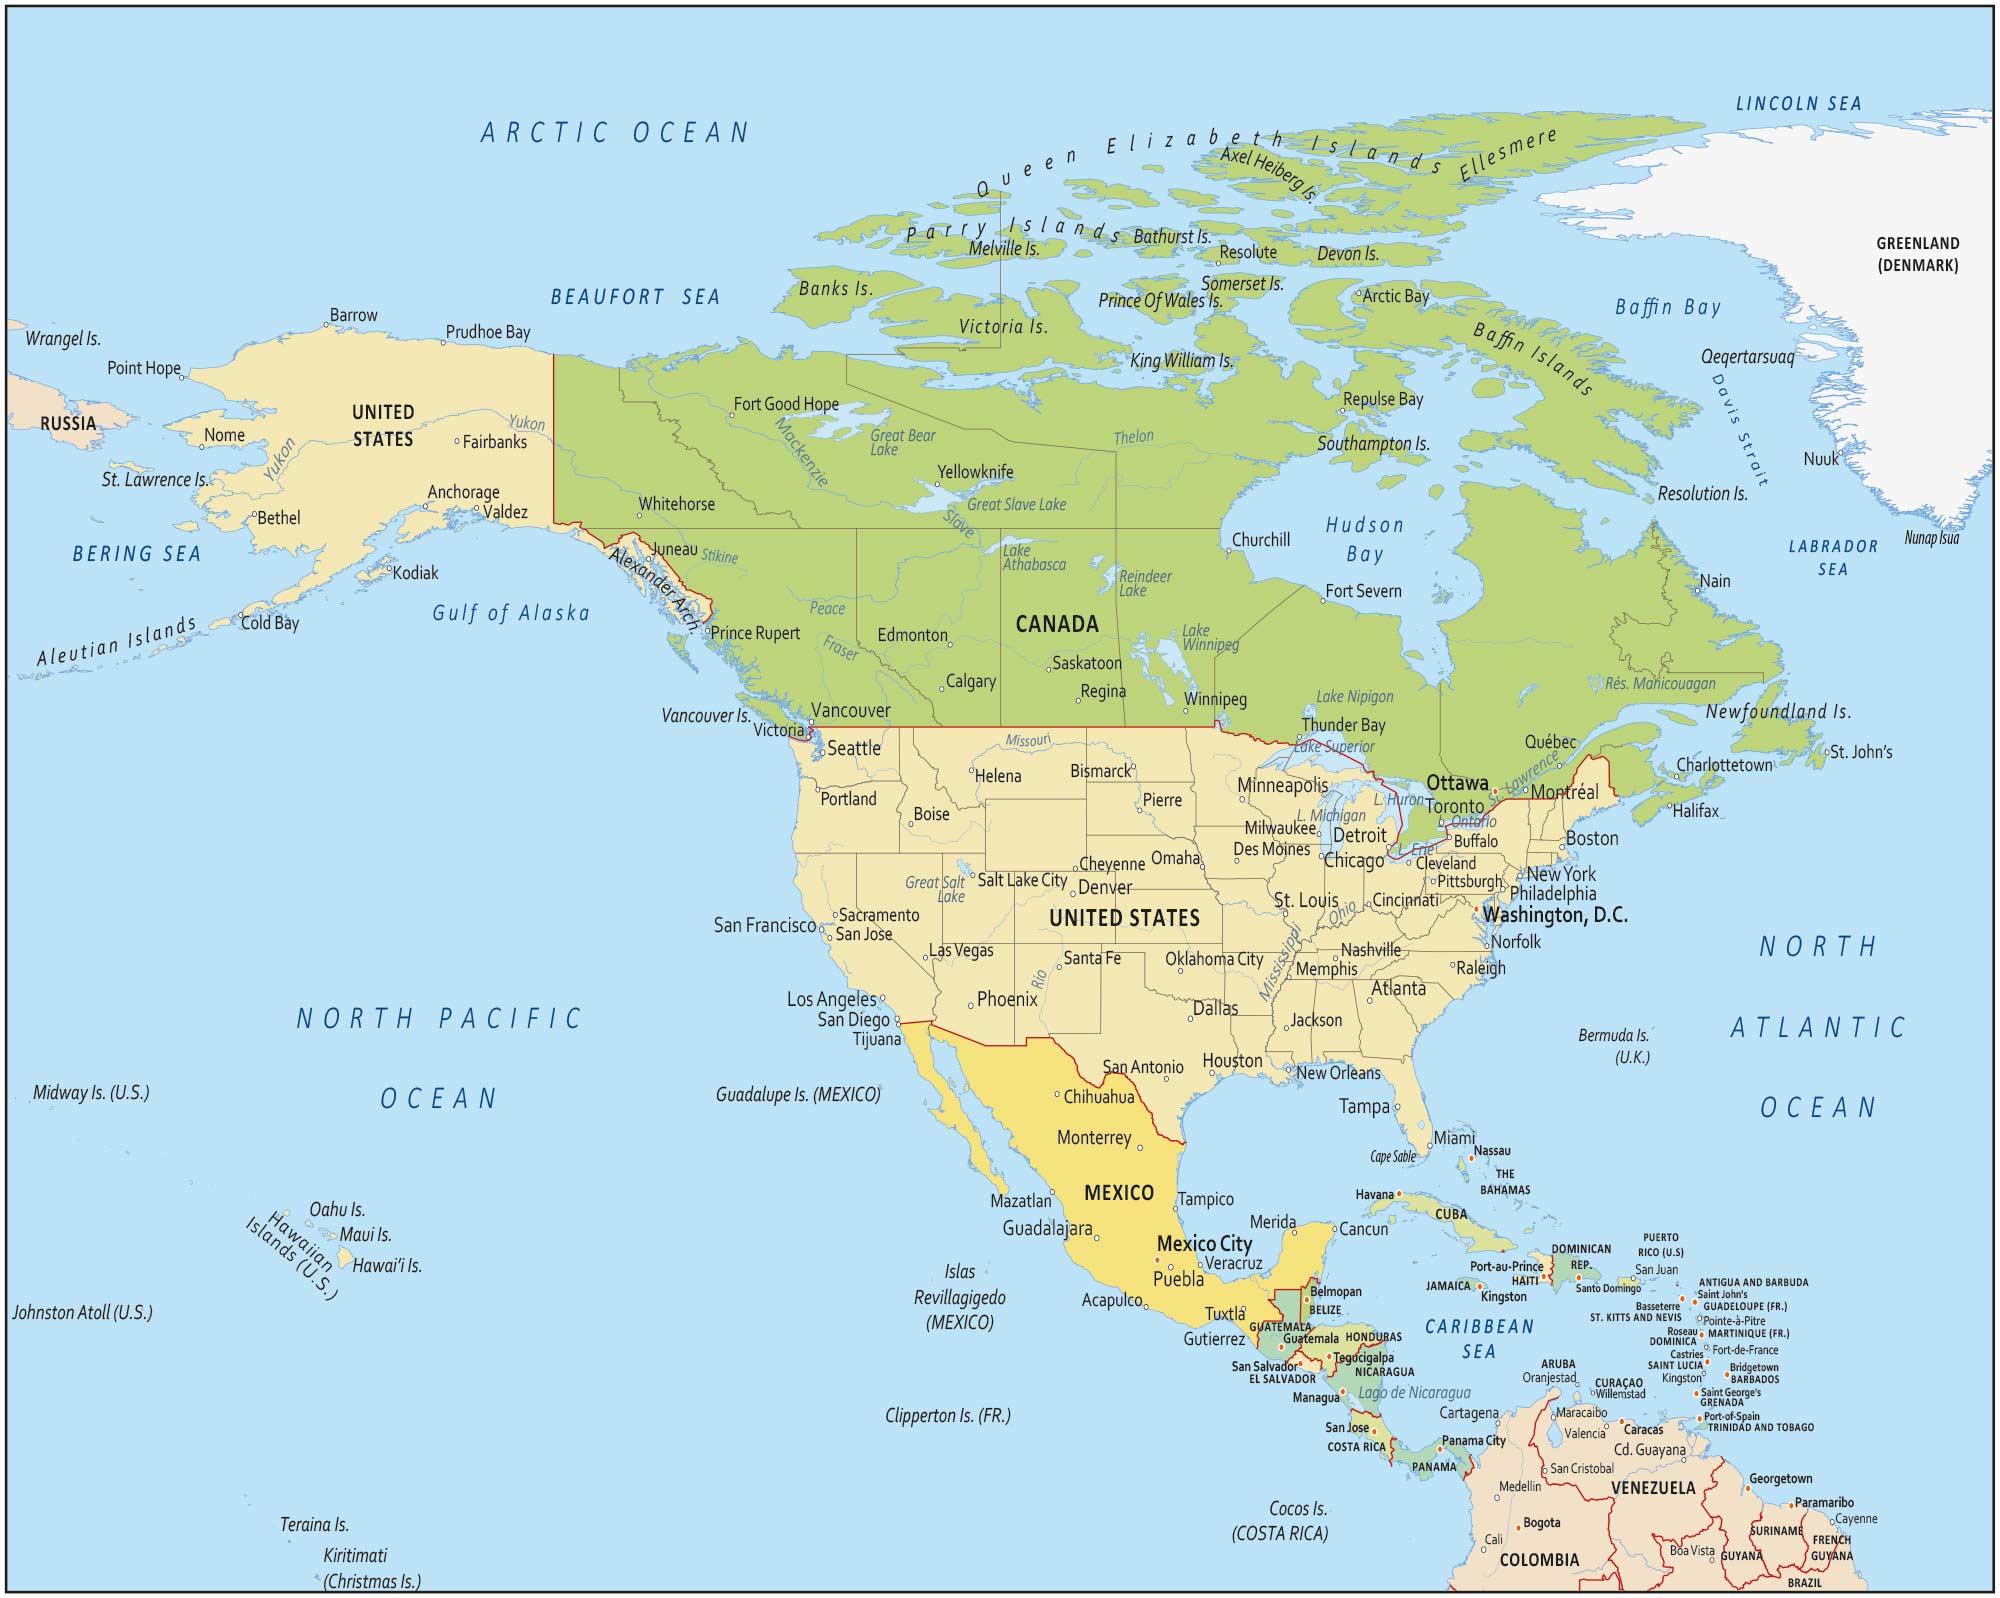 LINCOLN SEA
ARCTIC OCEAN
Queen Elizabeth Islands
Ellesmere
Axel Heiberg Is.
Parry Islands
Bathurst Is.
Melville Is.
Resolute
Devon Is.
GREENLAND
(DENMARK)
BEAUFORT SEA
Banks Is.
Somerset Is.
Prince Of Wales Is.
Arctic Bay
Baffin Bay
Barrow
Prudhoe Bay
Victoria Is.
Baffin Islands
Wrangel Is.
Point Hope
King William Is.
Qeqertarsuaq
Davis Strait
RUSSIA
UNITED
STATES
Nome
Yukon
Yukon
Fairbanks
Fort Good Hope
Mackenzie
Great Bear
Lake
Thelon
Repulse Bay
Southampton Is.
Nuuk
St. Lawrence Is.
Anchorage
Valdez
Bethel
Yellowknife
Great Slave Lake
Slave
Whitehorse
Resolution Is.
Nunap Isua
BERING SEA
Juneau
Stikine
Alexander Arch.
Lake
Athabasca
Churchill
Hudson
Bay
LABRADOR
SEA
Kodiak
Reindeer
Lake
Fort Severn
Nain
Gulf of Alaska
Cold Bay
Aleutian Islands
Peace
Prince Rupert
Fraser
Edmonton
CANADA
Lake
Winnipeg
Saskatoon
Calgary
Regina
Winnipeg
Lake Nipigon
Rés. Manicouagan
Vancouver Is.
Vancouver
Victoria
Thunder Bay
Newfoundland Is.
Seattle
Missouri
Lake Superior
Québec
St. John's
Helena
Bismarck
Charlottetown
Portland
Boise
Pierre
Minneapolis
Ottawa
Toronto
St. Lawrence
Montréal
Halifax
L. Huron
L. Michigan
L. Ontario
Milwaukee
Detroit
Buffalo
Boston
Des Moines
Chicago
L. Erie
Cleveland
Cheyenne
Omaha
Pittsburgh
New York
Great Salt
Lake
Salt Lake City
Denver
Philadelphia
St. Louis
Ohio
Cincinnati
UNITED STATES
Washington, D.C.
Sacramento
San Francisco
San Jose
Norfolk
Las Vegas
Santa Fe
Oklahoma City
Mississippi
Nashville
Memphis
Raleigh
NORTH
ATLANTIC
OCEAN
Rio
Phoenix
Atlanta
Los Angeles
San Diego
Tijuana
Dallas
Jackson
Bermuda Is.
(U.K.)
NORTH PACIFIC
OCEAN
San Antonio
Houston
New Orleans
Midway Is. (U.S.)
Guadalupe Is. (MEXICO)
Chihuahua
Tampa
Monterrey
Miami
Cape Sable
Nassau
THE
BAHAMAS
Mazatlan
MEXICO
Tampico
Havana
CUBA
Oahu Is.
Maui Is.
Hawai'i Is.
Hawaiian
Islands (U.S.)
Guadalajara
Merida
Cancun
Mexico City
Veracruz
Puebla
DOMINICAN
REP.
PUERTO
RICO (U.S)
San Juan
Port-au-Prince
HAITI
Santo Domingo
JAMAICA
Kingston
Islas
Revillagigedo
(MEXICO)
Acapulco
Tuxtla
Gutierrez
Belmopan
BELIZE
Johnston Atoll (U.S.)
GUATEMALA
Guatemala
HONDURAS
Tegucigalpa
NICARAGUA
San Salvador
EL SALVADOR
Managua
Lago de Nicaragua
CARIBBEAN
SEA
ANTIGUA AND BARBUDA
Saint John's
Basseterre
ST. KITTS AND NEVIS
GUADELOUPE (FR.)
Pointe-à-Pitre
Roseau
DOMINICA
MARTINIQUE (FR.)
Fort-de-France
Castries
SAINT LUCIA
Kingston
Bridgetown
BARBADOS
Saint George's
GRENADA
Port-of-Spain
TRINIDAD AND TOBAGO
ARUBA
Oranjestad
CURAÇAO
Willemstad
Clipperton Is. (FR.)
San Jose
COSTA RICA
Panama City
PANAMA
Cartagena
Maracaibo
Valencia
Caracas
Cd. Guayana
San Cristobal
VENEZUELA
Medellin
Georgetown
Paramaribo
Cayenne
Cocos Is.
(COSTA RICA)
Bogota
Cali
COLOMBIA
Boa Vista
GUYANA
SURINAME
FRENCH
GUYANA
BRAZIL
Teraina Is.
Kiritimati
(Christmas Is.)